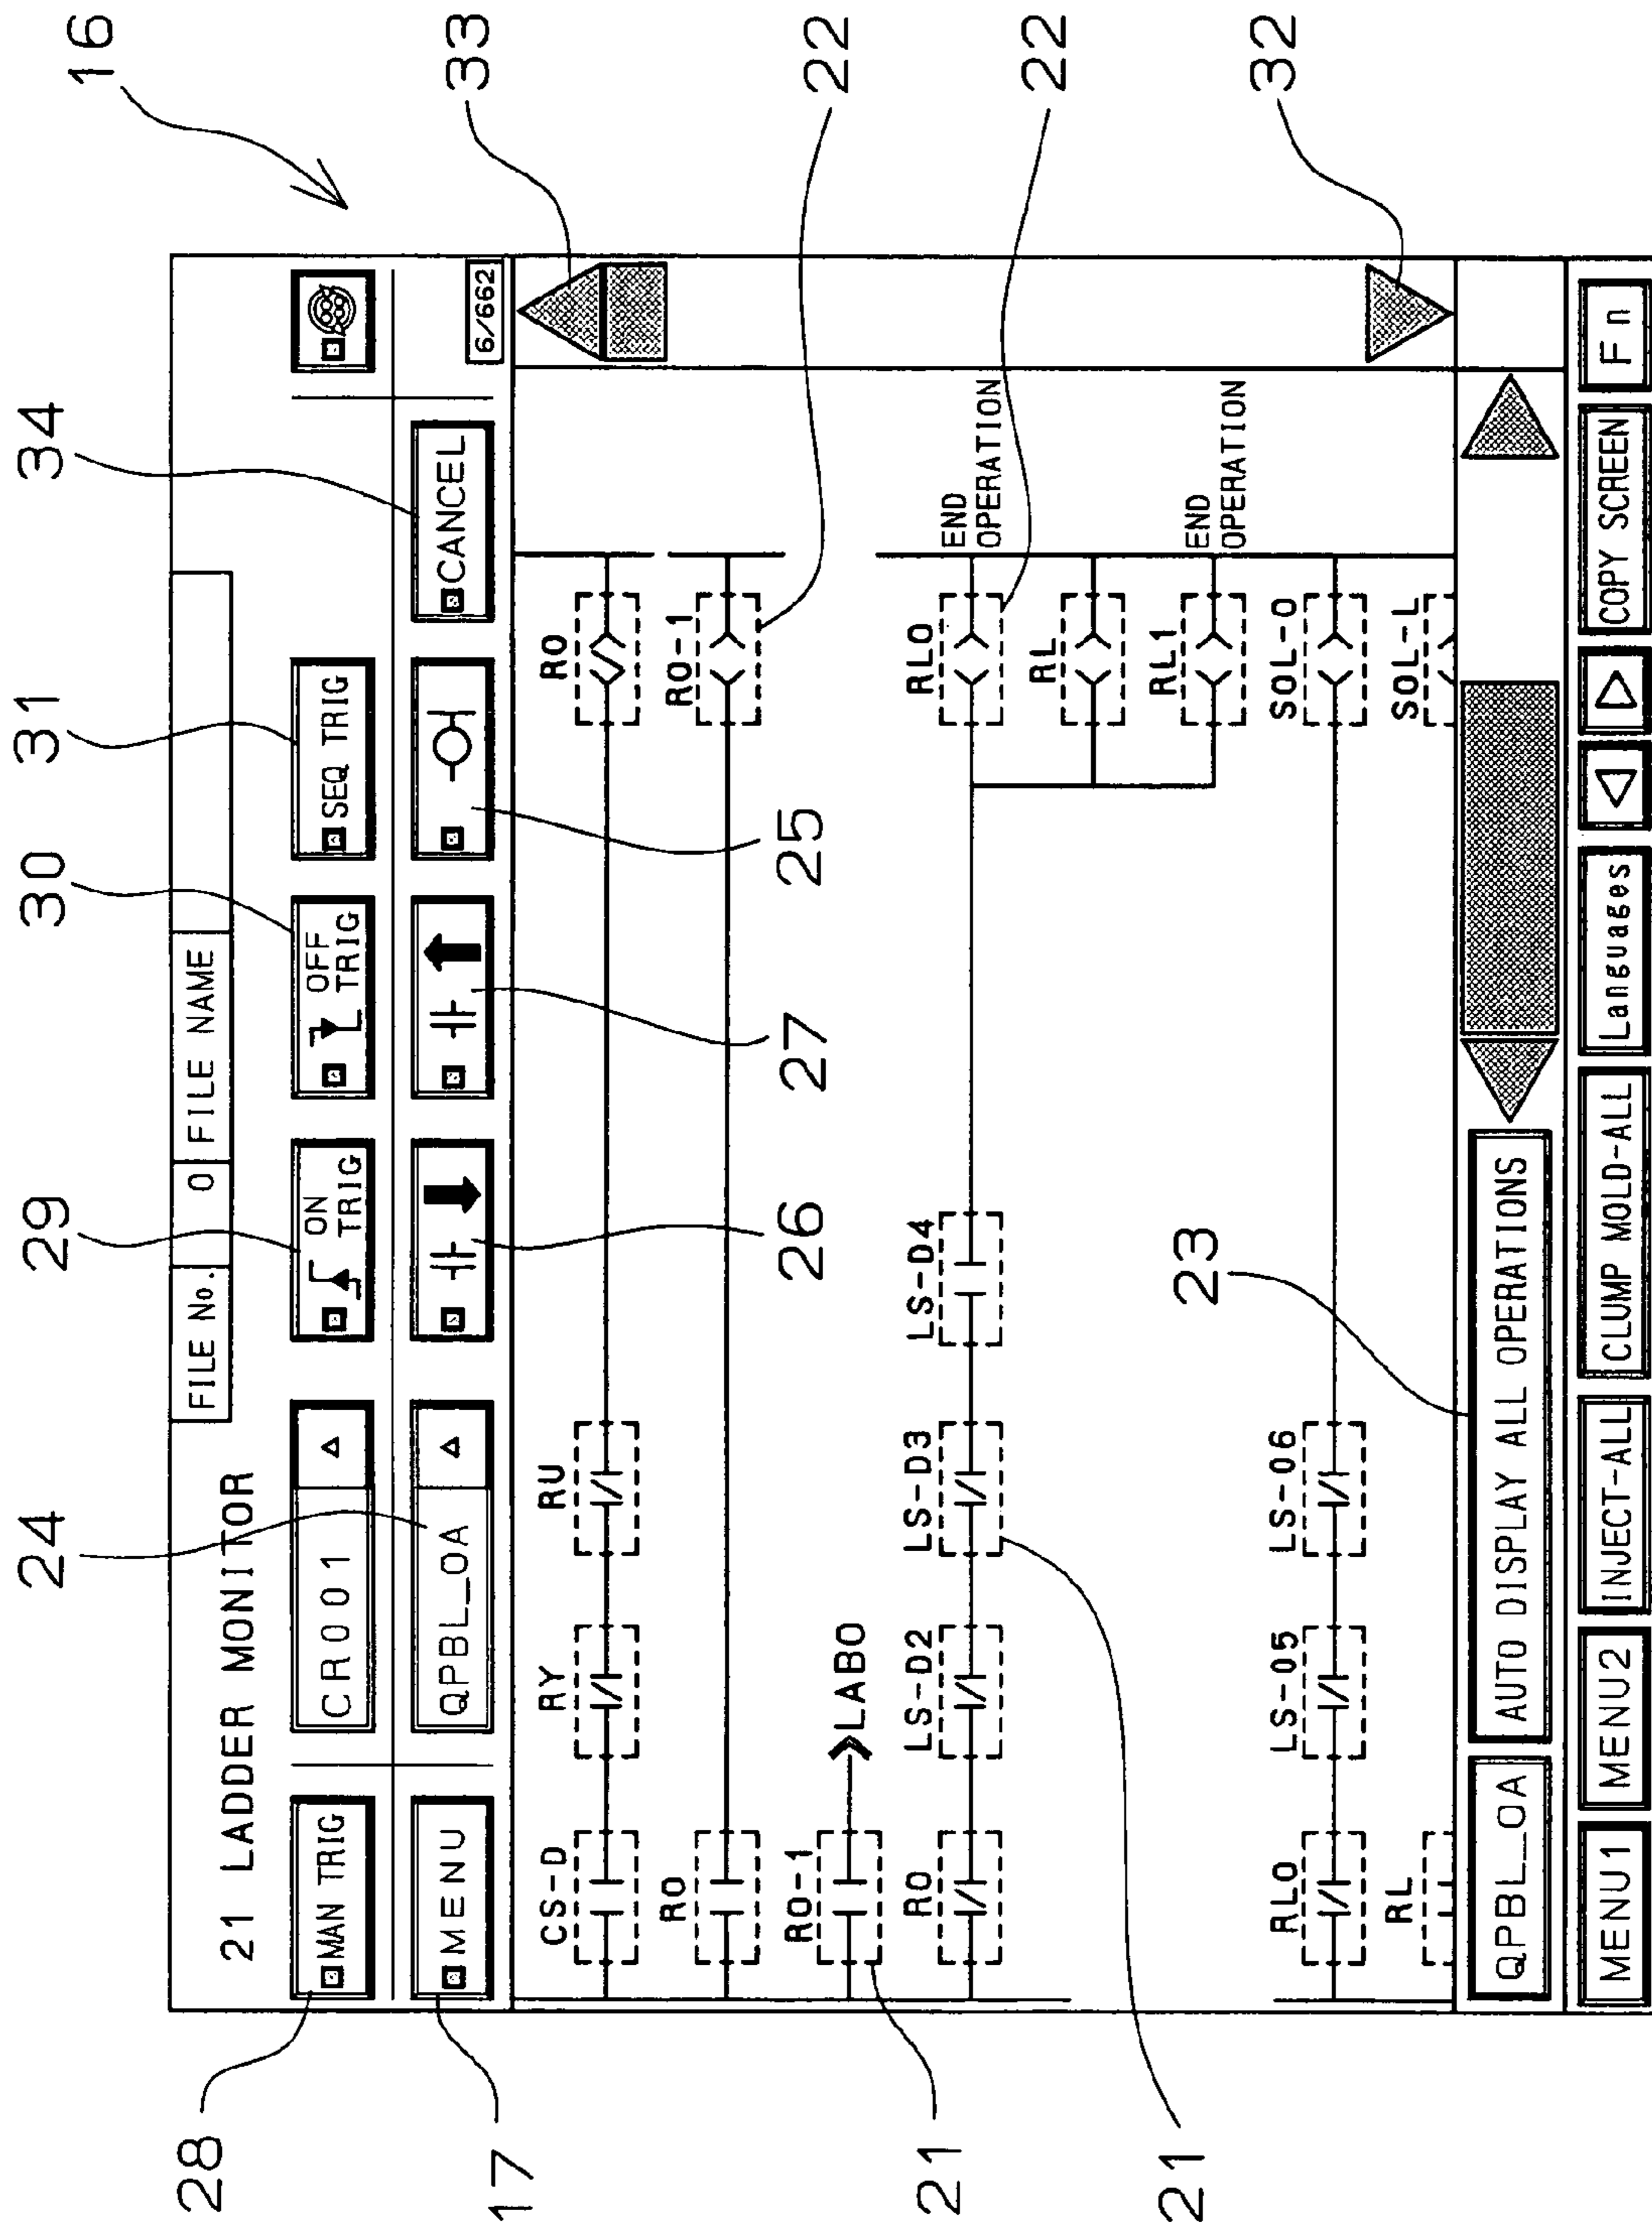 16
34
31
30
29
24
28
17
33
22
22
32
25
27
26
23
21
21
21 LADDER MONITOR
FILE No. 0 FILE NAME
MAN TRIG
CR001
ON TRIG
OFF TRIG
SEQ TRIG
MENU
QPBL_OA
CANCEL
6/662
CS-D RY RU RO
RO RO-1
RO-1 LABO
RO LS-D2 LS-D3 LS-D4 RLO END OPERATION
RL
RL1 END OPERATION
RLO LS-05 LS-06 SOL-O
RL SOL-L
QPBL_OA AUTO DISPLAY ALL OPERATIONS
MENU1 MENU2 INJECT-ALL CLUMP MOLD-ALL Languages COPY SCREEN Fn